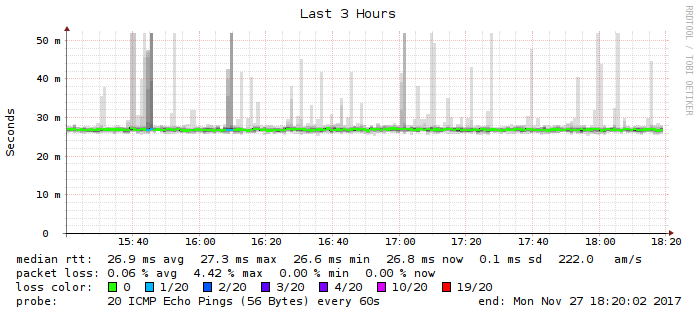 Last 3 Hours
RRDTOOL / TOBI OETIKER
Seconds
50 m
40 m
30 m
20 m
10 m
0
15:40 16:00 16:20 16:40 17:00 17:20 17:40 18:00 18:20
median rtt: 26.9 ms avg 27.3 ms max 26.6 ms min 26.8 ms now 0.1 ms sd 222.0 am/s
packet loss: 0.06 % avg 4.42 % max 0.00 % min 0.00 % now
loss color: 0 1/20 2/20 3/20 4/20 10/20 19/20
probe: 20 ICMP Echo Pings (56 Bytes) every 60s end: Mon Nov 27 18:20:02 2017